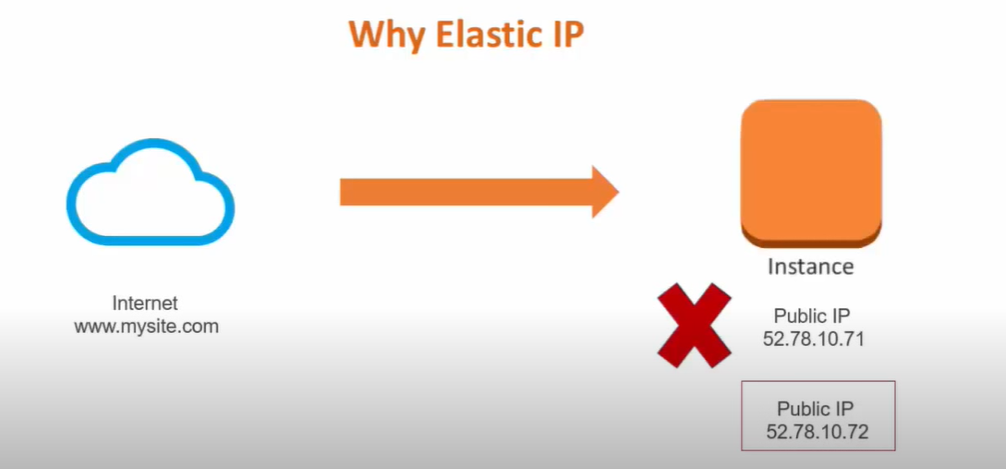 Why Elastic IP
Internet
www.mysite.com
Instance
Public IP
52.78.10.71
Public IP
52.78.10.72